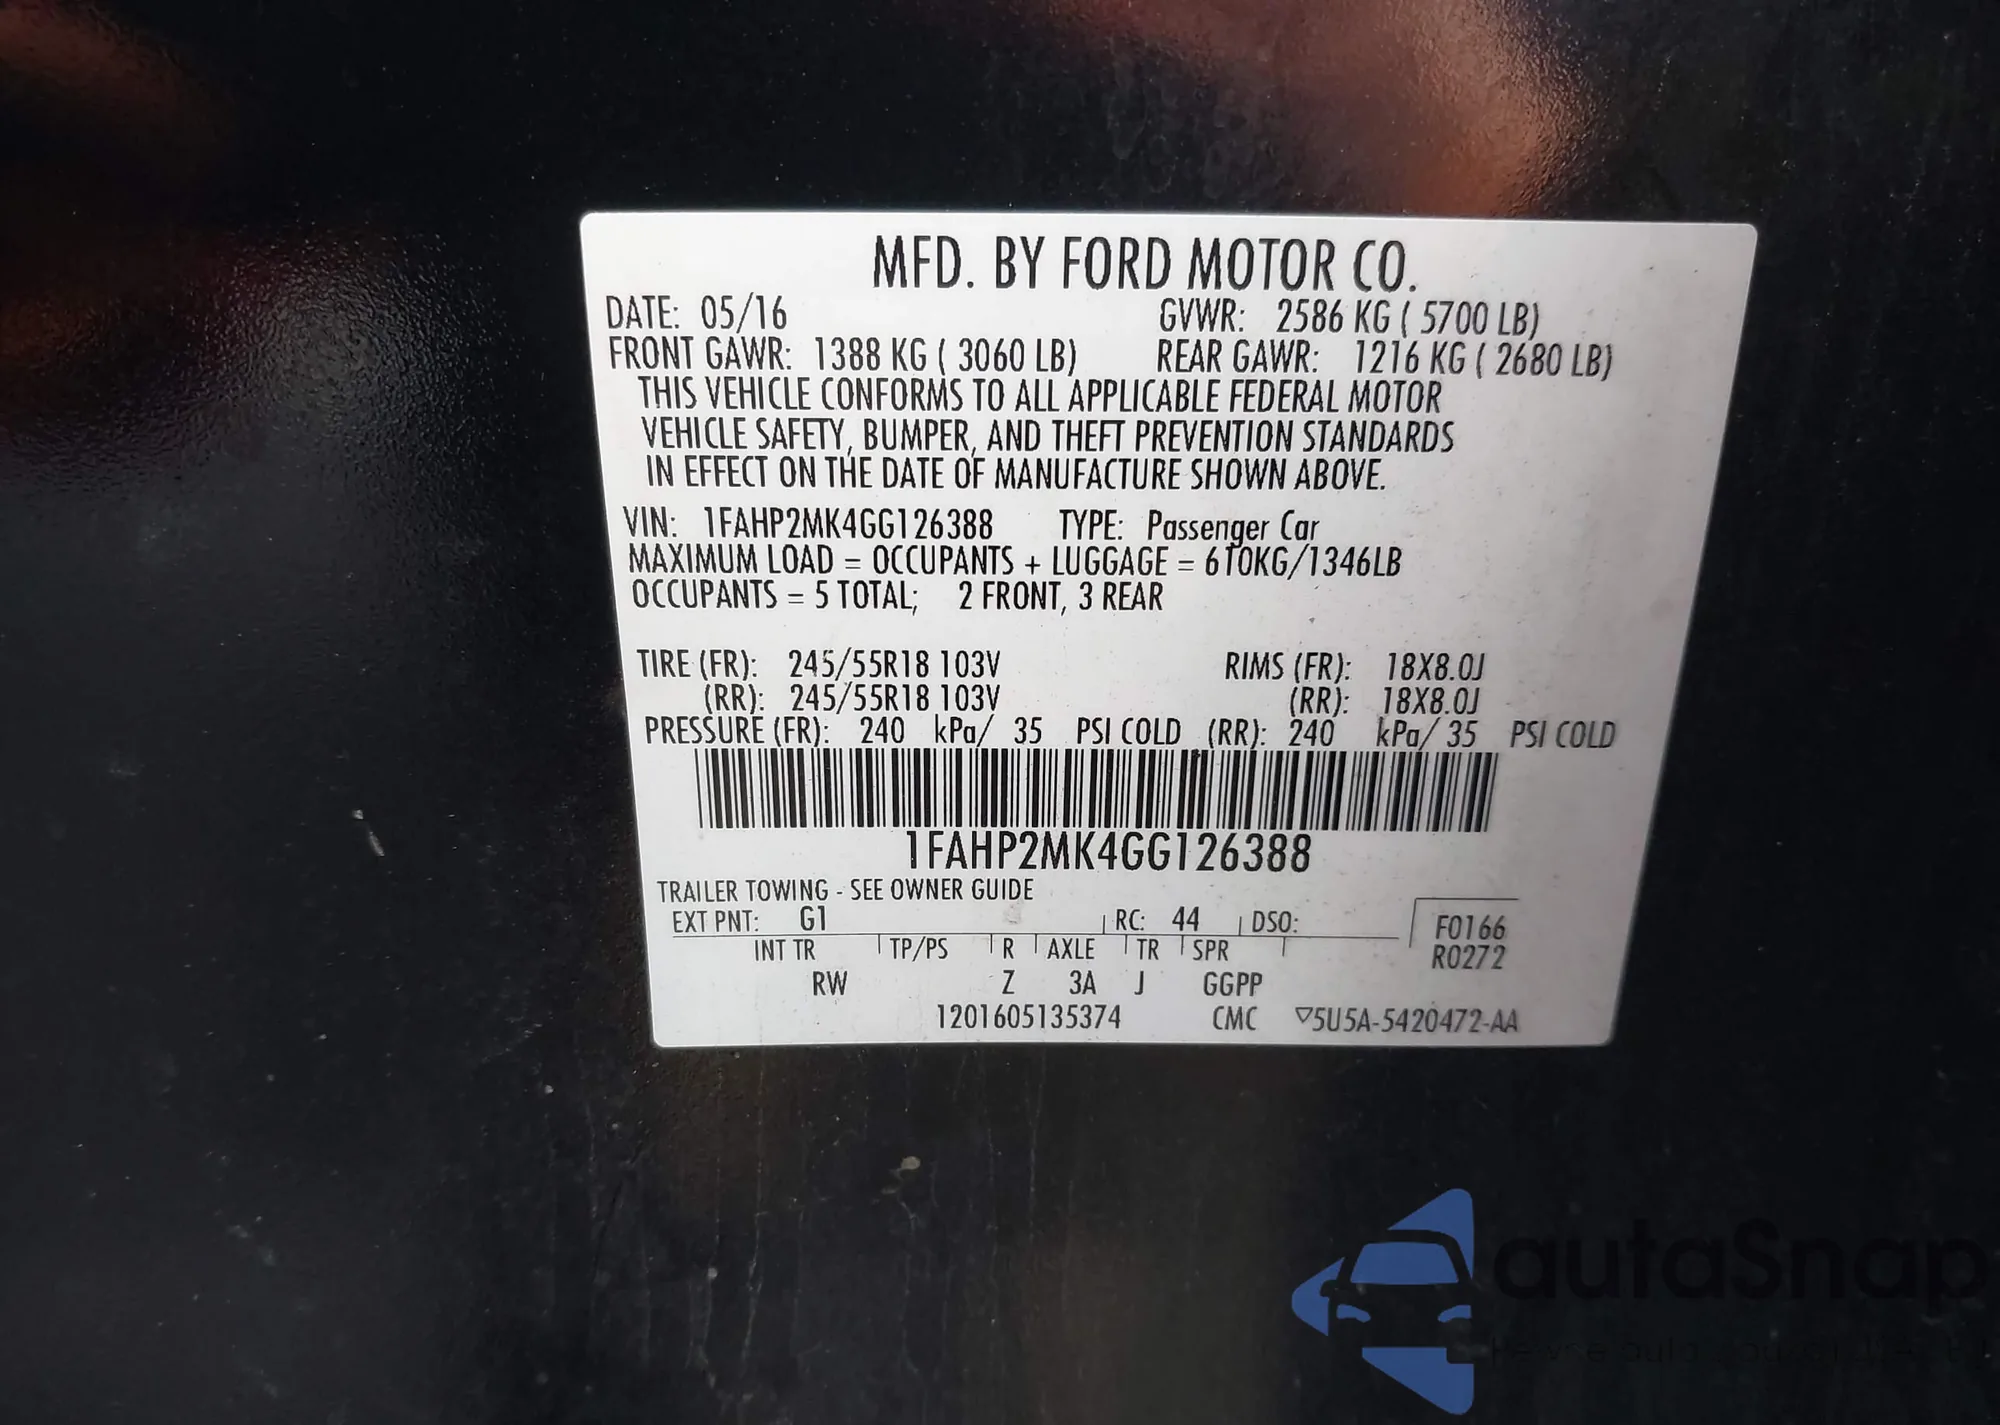 MFD. BY FORD MOTOR CO.
DATE: 05/16 GVWR: 2586 KG ( 5700 LB)
FRONT GAWR: 1388 KG ( 3060 LB) REAR GAWR: 1216 KG ( 2680 LB)
THIS VEHICLE CONFORMS TO ALL APPLICABLE FEDERAL MOTOR
VEHICLE SAFETY, BUMPER, AND THEFT PREVENTION STANDARDS
IN EFFECT ON THE DATE OF MANUFACTURE SHOWN ABOVE.
VIN: 1FAHP2MK4GG126388 TYPE: Passenger Car
MAXIMUM LOAD = OCCUPANTS + LUGGAGE = 610KG/1346LB
OCCUPANTS = 5 TOTAL; 2 FRONT, 3 REAR
TIRE (FR): 245/55R18 103V RIMS (FR): 18X8.0J
(RR): 245/55R18 103V (RR): 18X8.0J
PRESSURE (FR): 240 kPa/ 35 PSI COLD (RR): 240 kPa/ 35 PSI COLD
1FAHP2MK4GG126388
TRAILER TOWING - SEE OWNER GUIDE
EXT PNT: G1 RC: 44 DSO: F0166
INT TR TP/PS R AXLE TR SPR R0272
RW Z 3A J GGPP
1201605135374 CMC ▽5U5A-5420472-AA
autaSnap